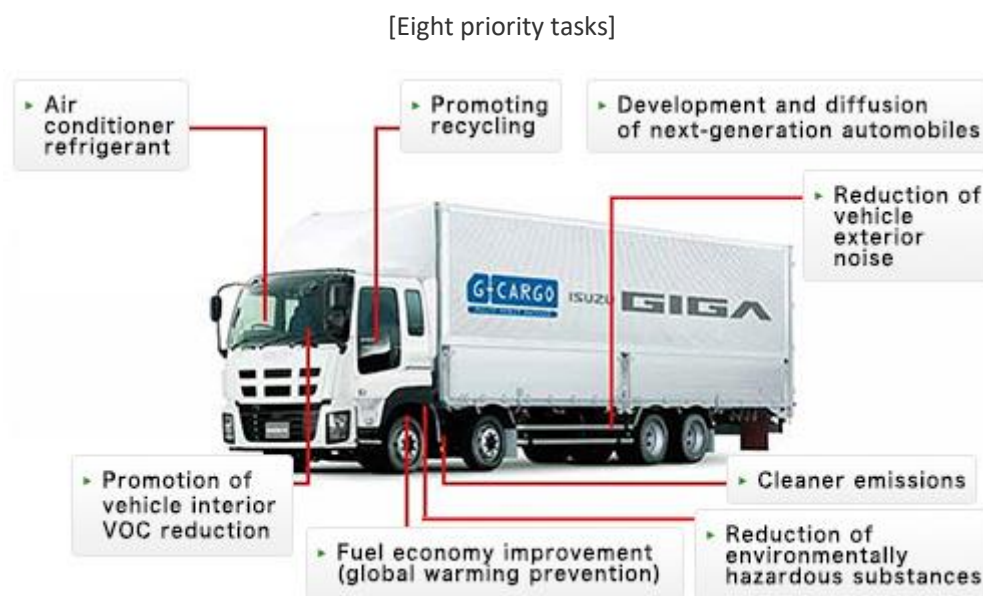 [Eight priority tasks]
Air
conditioner
refrigerant
Promoting
recycling
Development and diffusion
of next-generation automobiles
Reduction of
vehicle
exterior
noise
G-CARGO
ISUZU GIGA
Promotion of
vehicle interior
VOC reduction
Cleaner emissions
Fuel economy improvement
(global warming prevention)
Reduction of
environmentally
hazardous substances